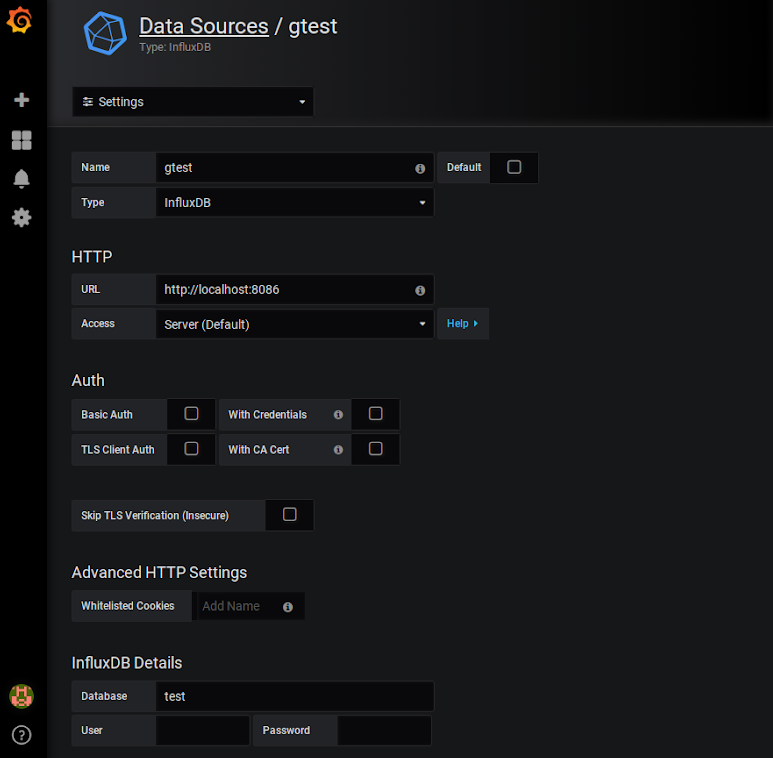 Data Sources / gtest
Type: InfluxDB
Settings
Name gtest Default
Type InfluxDB
HTTP
URL http://localhost:8086
Access Server (Default) Help
Auth
Basic Auth With Credentials
TLS Client Auth With CA Cert
Skip TLS Verification (Insecure)
Advanced HTTP Settings
Whitelisted Cookies Add Name
InfluxDB Details
Database test
User Password